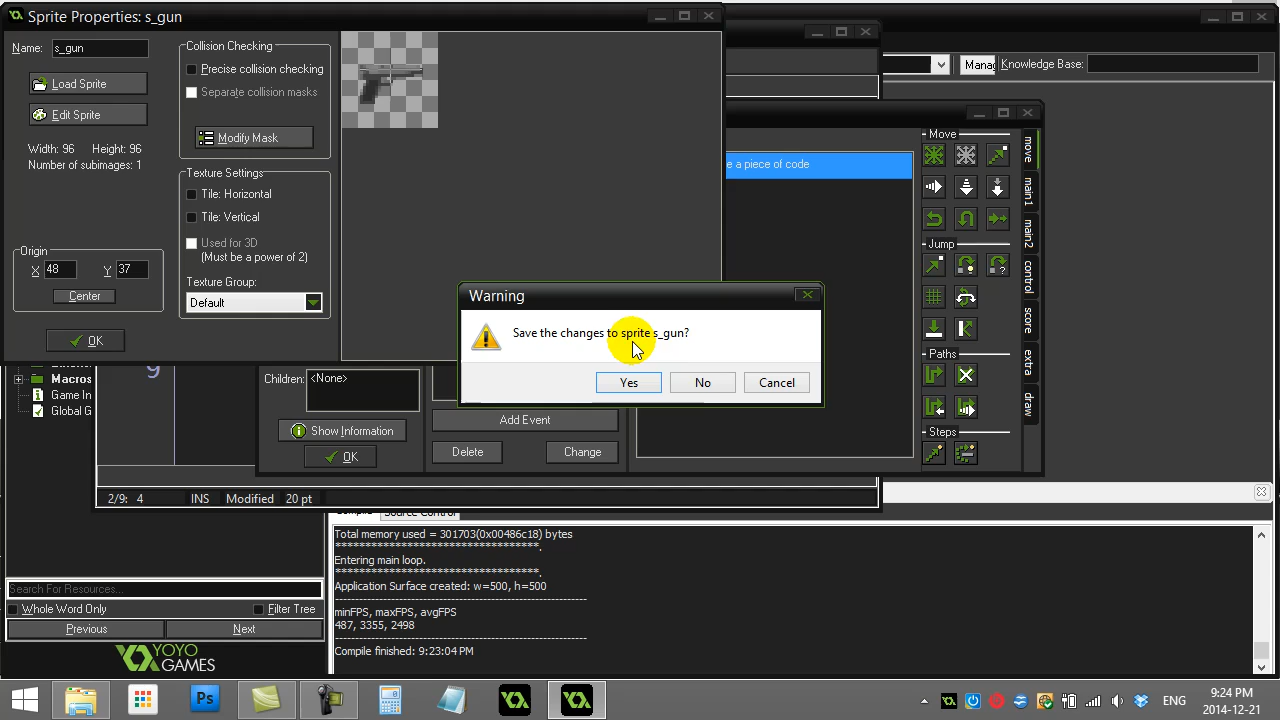 Sprite Properties: s_gun
Name: s_gun
Load Sprite
Edit Sprite
Width: 96 Height: 96
Number of subimages: 1
Origin
X 48 Y 37
Center
OK
Collision Checking
Precise collision checking
Separate collision masks
Modify Mask
Texture Settings
Tile: Horizontal
Tile: Vertical
Used for 3D
(Must be a power of 2)
Texture Group:
Default
Knowledge Base:
e a piece of code
Move
Jump
Paths
Steps
move
main1
main2
control
score
extra
draw
Warning
Save the changes to sprite s_gun?
Yes No Cancel
Macros
Game In
Global G
9
Children: <None>
Show Information
OK
Add Event
Delete Change
2/9: 4 INS Modified 20 pt
Source Control
Total memory used = 301703(0x00486c18) bytes
***********************************.
Entering main loop.
***********************************.
Application Surface created: w=500, h=500
minFPS, maxFPS, avgFPS
487, 3355, 2498
Compile finished: 9:23:04 PM
Search For Resources...
Whole Word Only Filter Tree
Previous Next
YOYO
GAMES
Ps
ENG
9:24 PM
2014-12-21